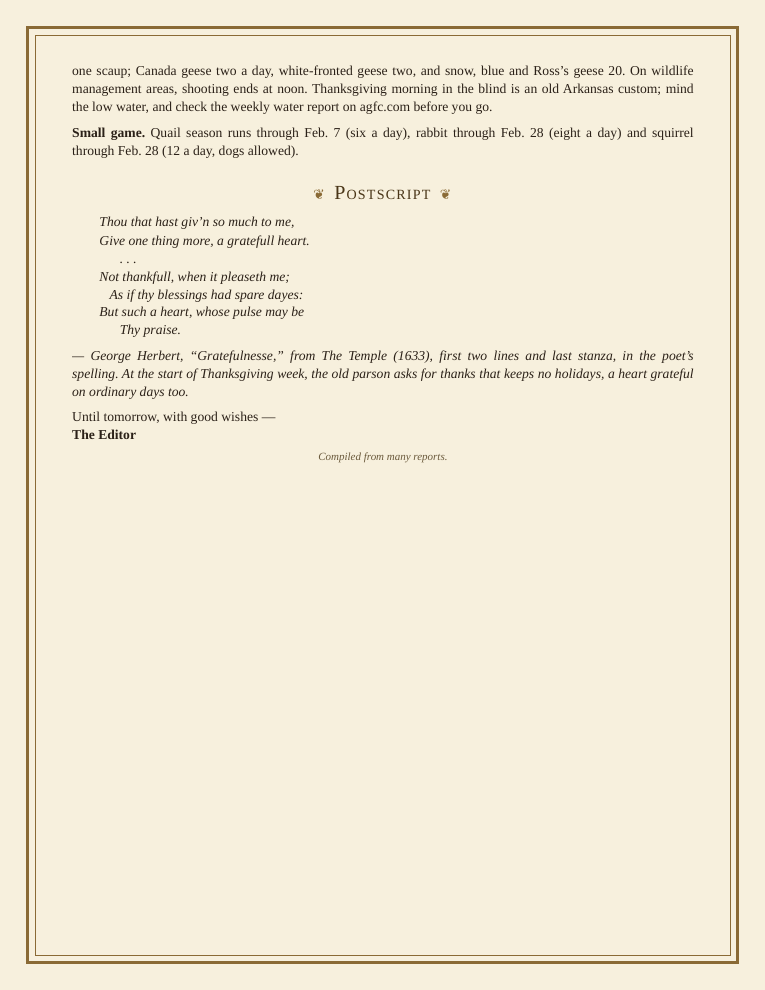 one scaup; Canada geese two a day, white-fronted geese two, and snow, blue and Ross’s geese 20. On wildlife
management areas, shooting ends at noon. Thanksgiving morning in the blind is an old Arkansas custom; mind
the low water, and check the weekly water report on agfc.com before you go.
Small game. Quail season runs through Feb. 7 (six a day), rabbit through Feb. 28 (eight a day) and squirrel
through Feb. 28 (12 a day, dogs allowed).
❦ Postscript ❦
Thou that hast giv’n so much to me,
Give one thing more, a gratefull heart.
. . .
Not thankfull, when it pleaseth me;
As if thy blessings had spare dayes:
But such a heart, whose pulse may be
Thy praise.
— George Herbert, “Gratefulnesse,” from The Temple (1633), first two lines and last stanza, in the poet’s
spelling. At the start of Thanksgiving week, the old parson asks for thanks that keeps no holidays, a heart grateful
on ordinary days too.
Until tomorrow, with good wishes —
The Editor
Compiled from many reports.